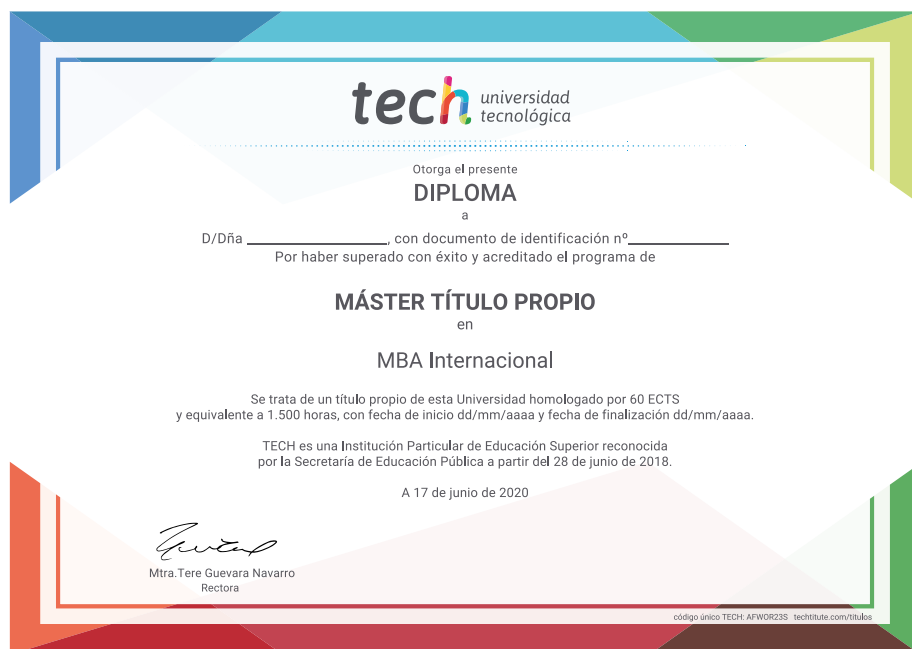 tech universidad
tecnológica
Otorga el presente
DIPLOMA
a
D/Dña ______________, con documento de identificación nº__________
Por haber superado con éxito y acreditado el programa de
MÁSTER TÍTULO PROPIO
en
MBA Internacional
Se trata de un título propio de esta Universidad homologado por 60 ECTS
y equivalente a 1.500 horas, con fecha de inicio dd/mm/aaaa y fecha de finalización dd/mm/aaaa.
TECH es una Institución Particular de Educación Superior reconocida
por la Secretaría de Educación Pública a partir del 28 de junio de 2018.
A 17 de junio de 2020
Mtra.Tere Guevara Navarro
Rectora
código único TECH: AFWOR23S techtitute.com/titulos